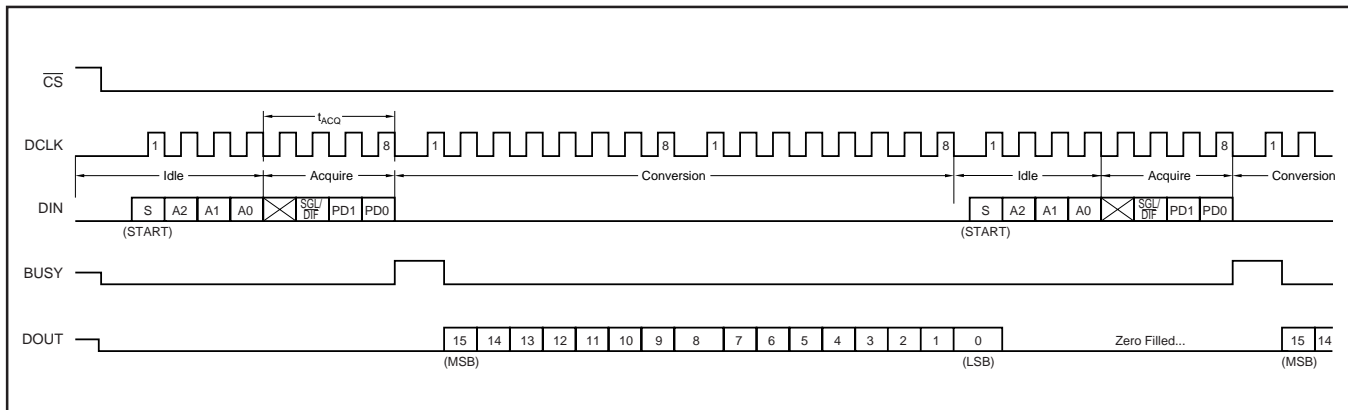 CS
t_ACQ
DCLK 1 8 1 8 1 8 1 8 1
Idle Acquire Conversion Idle Acquire Conversion
DIN S A2 A1 A0 SGL/DIF PD1 PD0 S A2 A1 A0 SGL/DIF PD1 PD0
(START) (START)
BUSY
DOUT 15 14 13 12 11 10 9 8 7 6 5 4 3 2 1 0 Zero Filled... 15 14
(MSB) (LSB) (MSB)